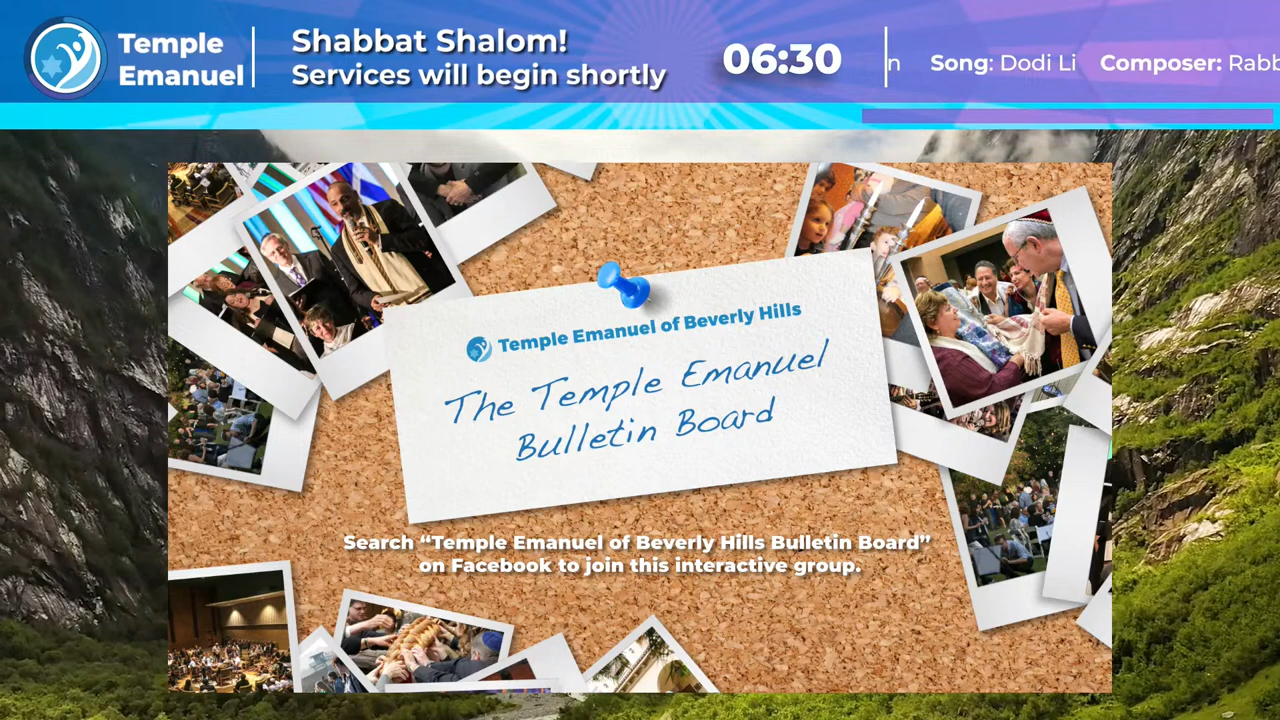 Temple
Emanuel
Shabbat Shalom!
Services will begin shortly
06:30
n Song: Dodi Li Composer: Rabb
Temple Emanuel of Beverly Hills
The Temple Emanuel
Bulletin Board
Search “Temple Emanuel of Beverly Hills Bulletin Board”
on Facebook to join this interactive group.